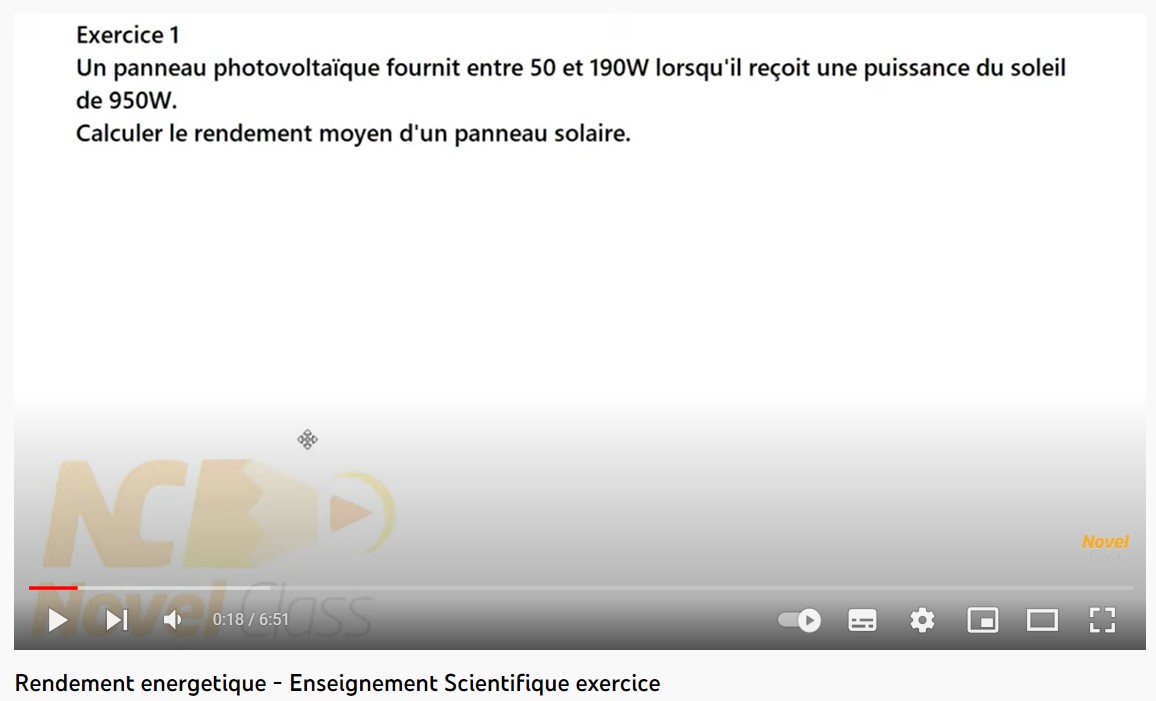 Exercice 1
Un panneau photovoltaïque fournit entre 50 et 190W lorsqu'il reçoit une puissance du soleil
de 950W.
Calculer le rendement moyen d'un panneau solaire.
NC
Novel
Novel Class
0:18 / 6:51
Rendement energetique - Enseignement Scientifique exercice